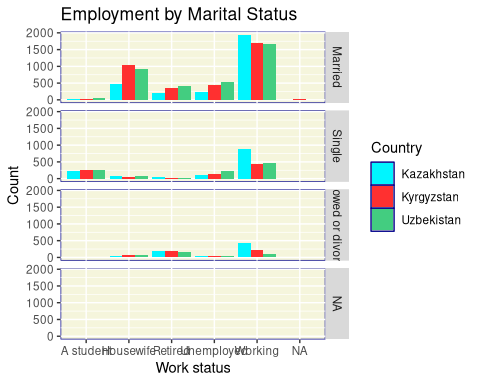 Employment by Marital Status
Count
2000
1500
1000
500
0
Married
2000
1500
1000
500
0
Single
2000
1500
1000
500
0
owed or divor
2000
1500
1000
500
0
NA
A student
Housewife
Retired
Unemployed
Working
NA
Work status
Country
Kazakhstan
Kyrgyzstan
Uzbekistan